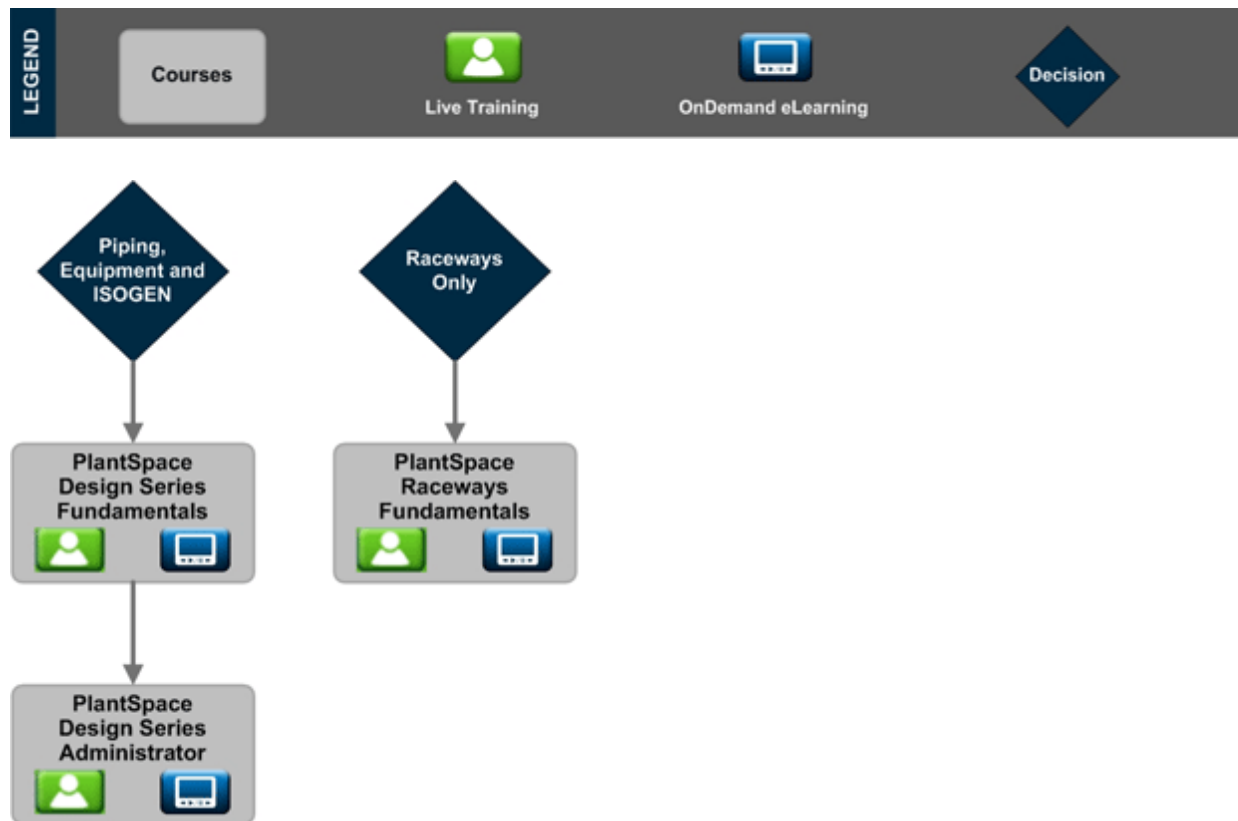 LEGEND
Courses
Live Training
OnDemand eLearning
Decision
Piping,
Equipment and
ISOGEN
Raceways
Only
PlantSpace
Design Series
Fundamentals
PlantSpace
Raceways
Fundamentals
PlantSpace
Design Series
Administrator